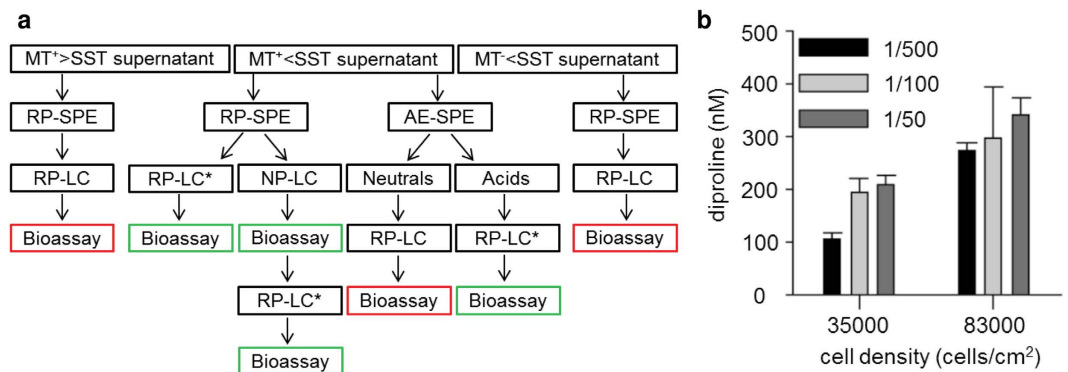 a
MT⁺>SST supernatant MT⁺<SST supernatant MT⁻<SST supernatant
RP-SPE RP-SPE AE-SPE RP-SPE
RP-LC RP-LC* NP-LC Neutrals Acids RP-LC
Bioassay Bioassay Bioassay RP-LC RP-LC* Bioassay
RP-LC* Bioassay Bioassay
Bioassay
b
500
400
300
200
100
0
diproline (nM)
1/500
1/100
1/50
35000 83000
cell density (cells/cm²)